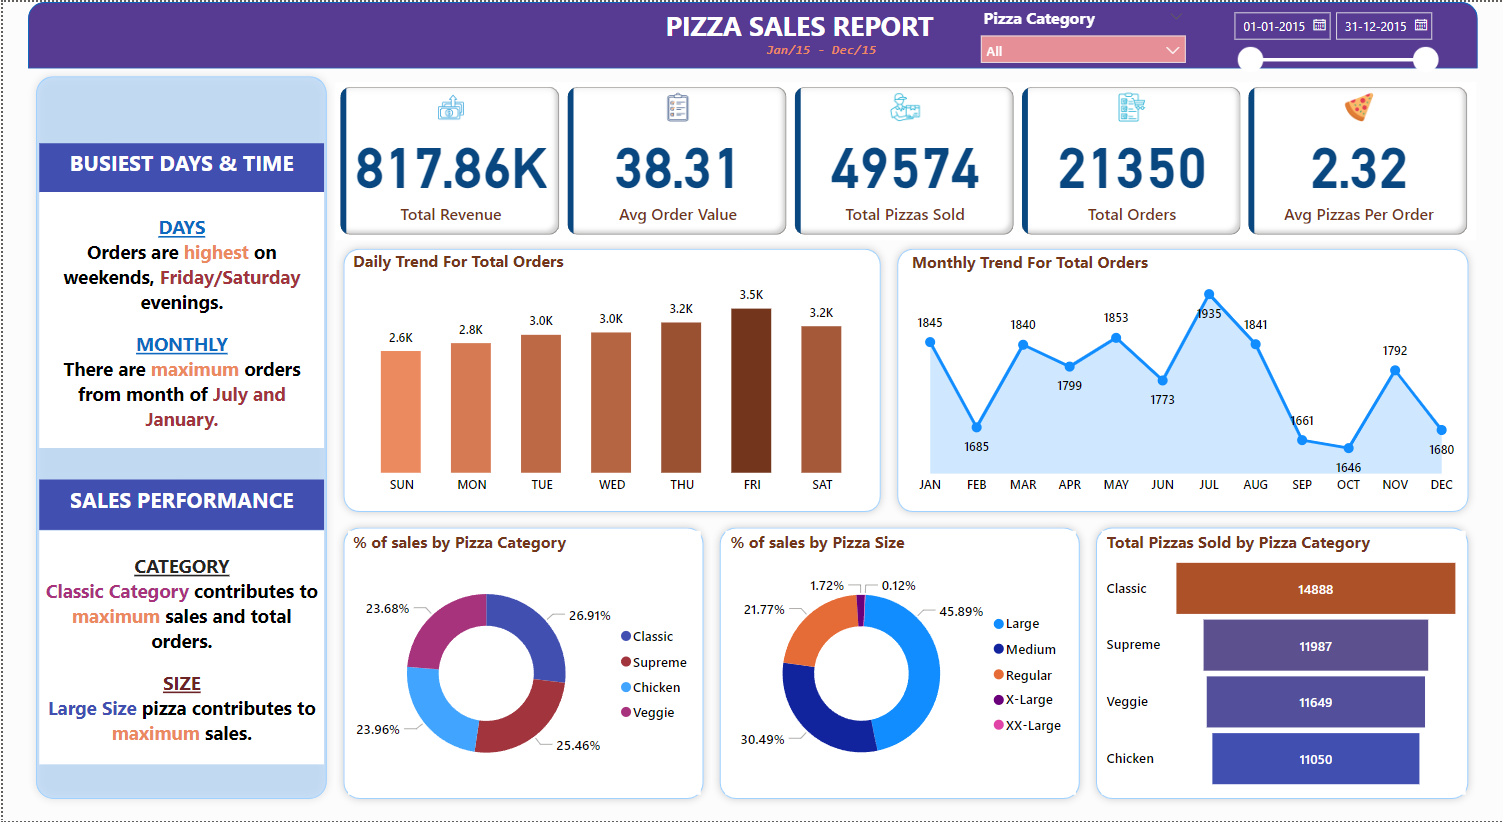 PIZZA SALES REPORT
Jan/15 - Dec/15
Pizza Category
All
01-01-2015
31-12-2015
BUSIEST DAYS & TIME
DAYS
Orders are highest on
weekends, Friday/Saturday
evenings.
MONTHLY
There are maximum orders
from month of July and
January.
SALES PERFORMANCE
CATEGORY
Classic Category contributes to
maximum sales and total
orders.
SIZE
Large Size pizza contributes to
maximum sales.
817.86K
Total Revenue
38.31
Avg Order Value
49574
Total Pizzas Sold
21350
Total Orders
2.32
Avg Pizzas Per Order
Daily Trend For Total Orders
2.6K
2.8K
3.0K
3.0K
3.2K
3.5K
3.2K
SUN
MON
TUE
WED
THU
FRI
SAT
Monthly Trend For Total Orders
1845
1685
1840
1799
1853
1773
1935
1841
1661
1646
1792
1680
JAN
FEB
MAR
APR
MAY
JUN
JUL
AUG
SEP
OCT
NOV
DEC
% of sales by Pizza Category
23.68%
26.91%
23.96%
25.46%
Classic
Supreme
Chicken
Veggie
% of sales by Pizza Size
1.72%
0.12%
21.77%
45.89%
30.49%
Large
Medium
Regular
X-Large
XX-Large
Total Pizzas Sold by Pizza Category
Classic
14888
Supreme
11987
Veggie
11649
Chicken
11050